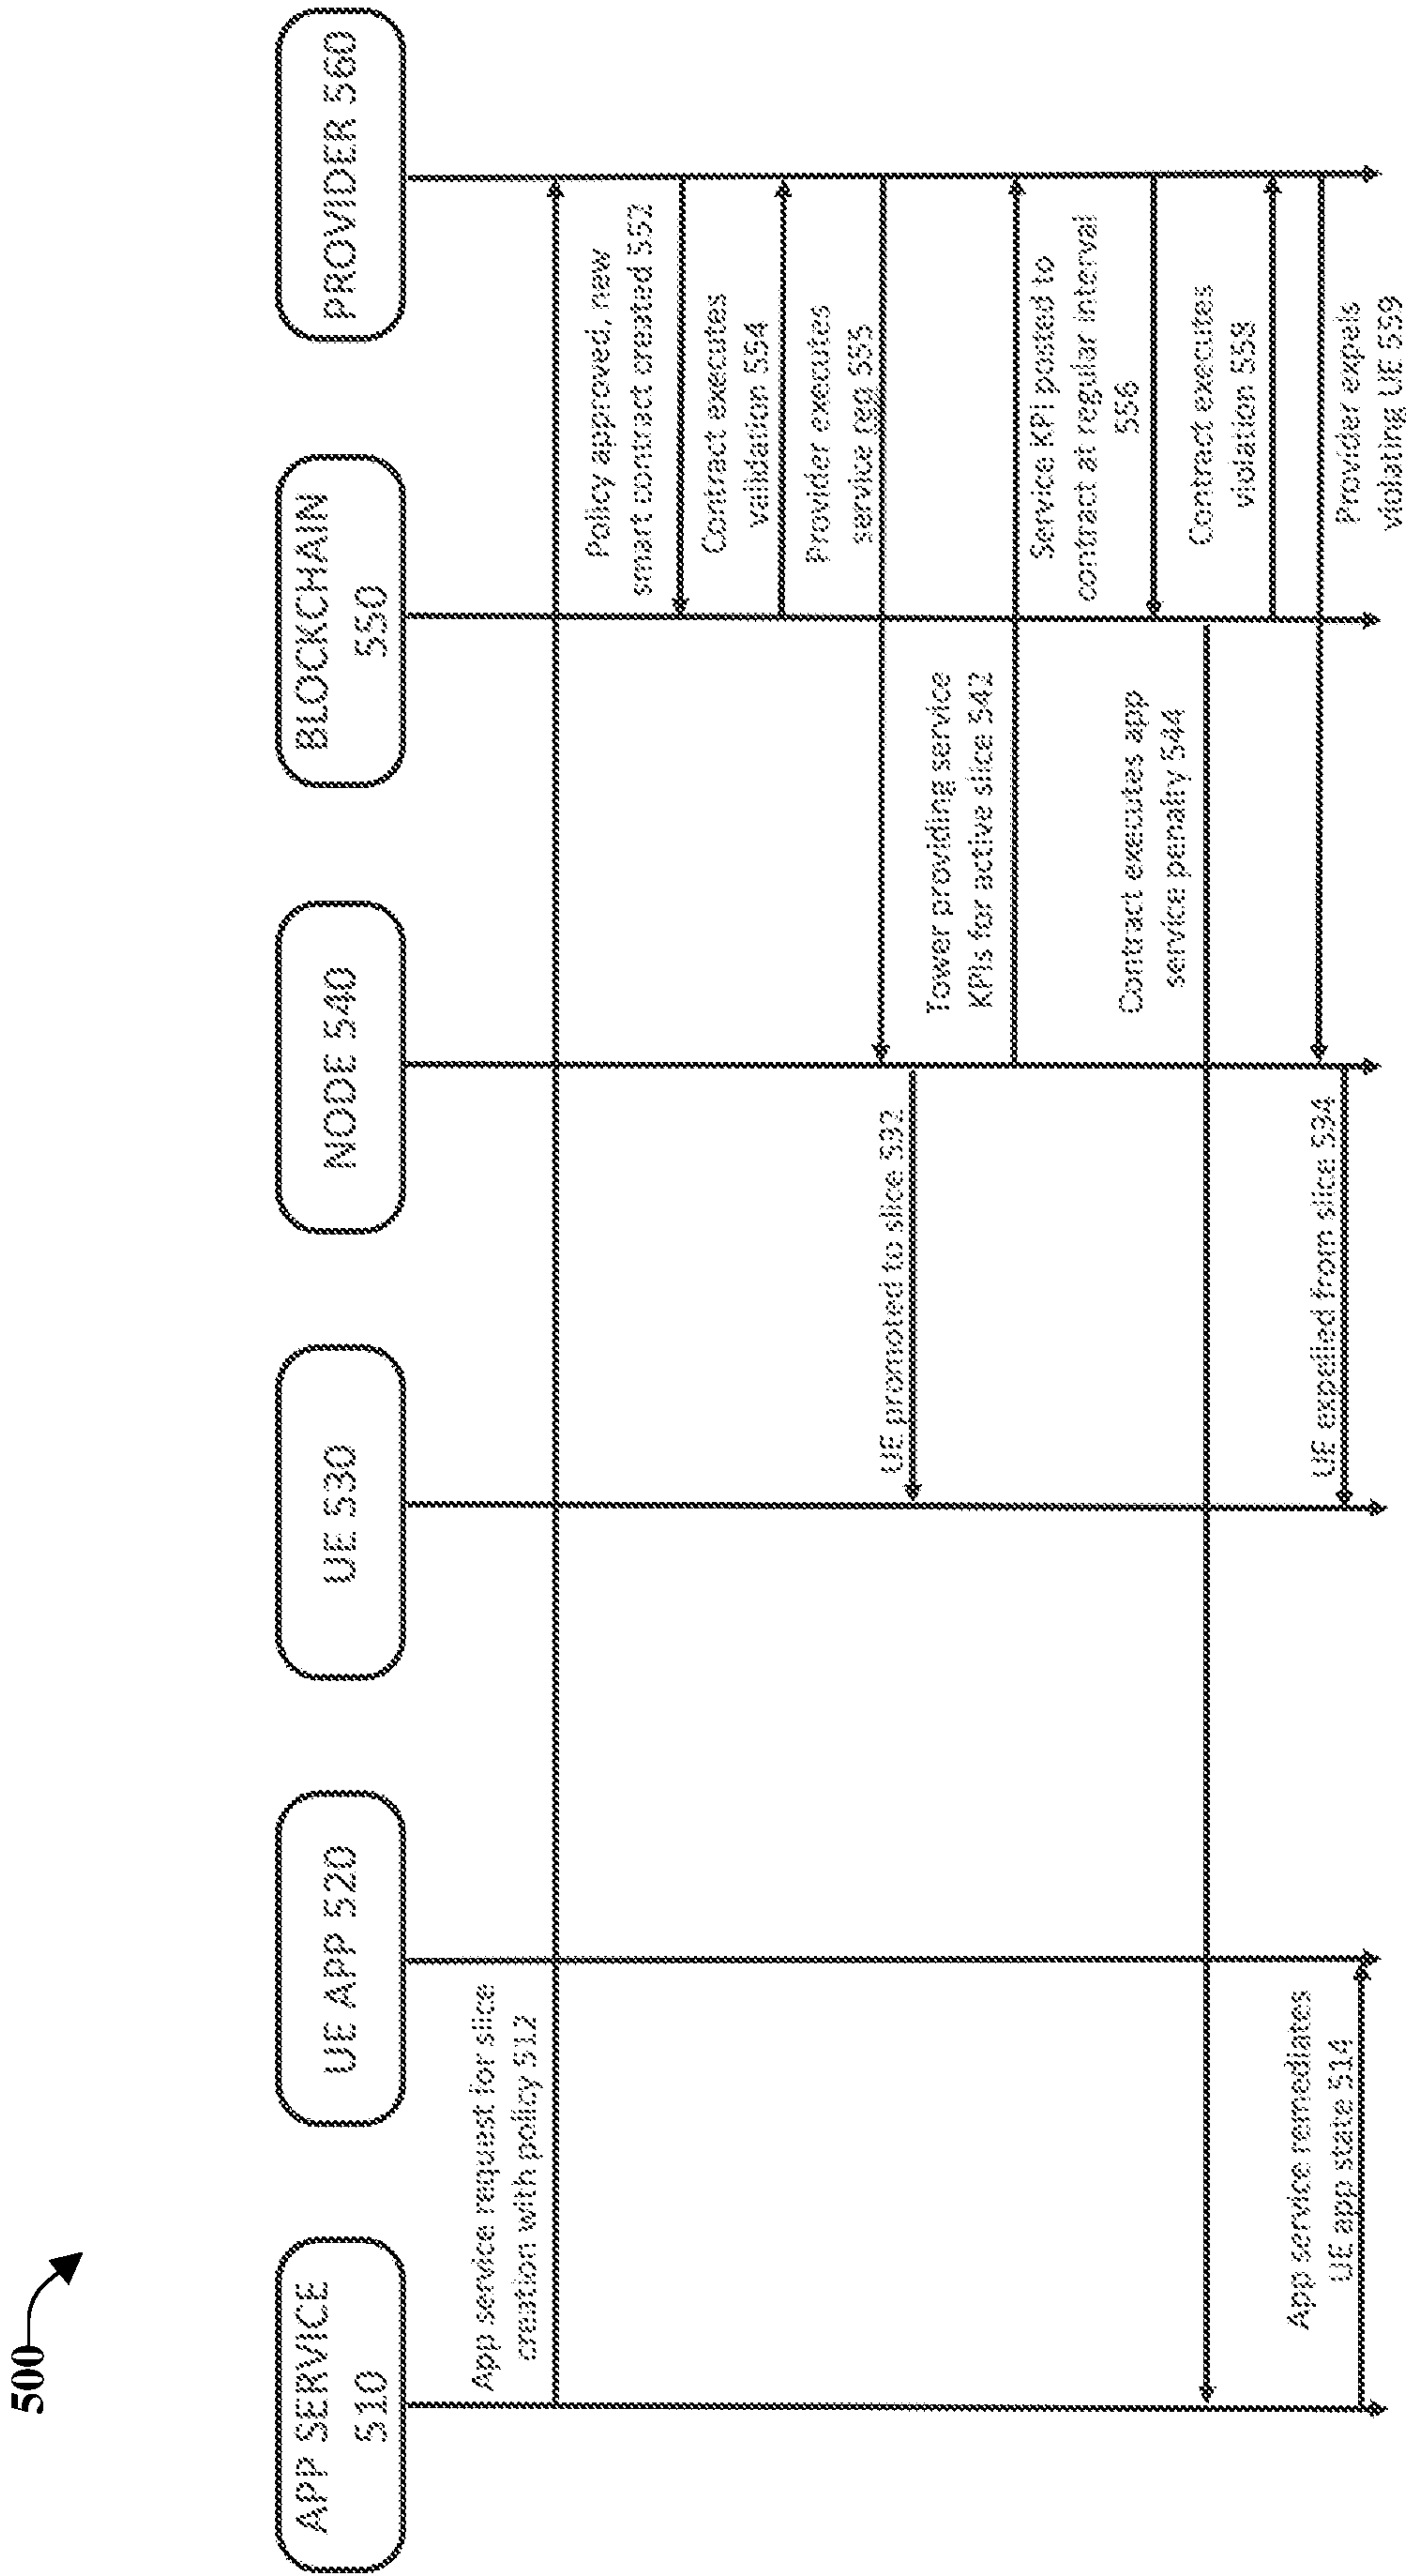 500
APP SERVICE
510
UE APP 520
UE 530
NODE 540
BLOCKCHAIN
550
PROVIDER 560
App service request for slice
creation with policy 512
Policy approved, new
smart contract created 552
Contract executes
validation 554
Provider executes
service reg 555
UE promoted to slice 532
Tower providing service
KPIs for active slice 542
Service KPI posted to
contract at regular interval
556
Contract executes app
service penalty 544
Contract executes
violation 558
Provider expels
violating UE 559
UE expelled from slice 534
App service remediates
UE app state 514